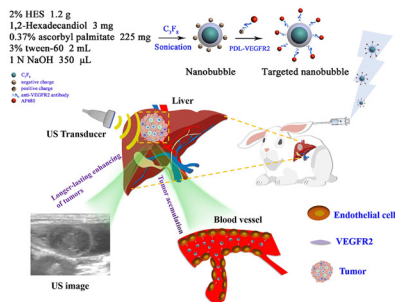 2% HES 1.2 g
1,2-Hexadecandiol 3 mg
0.37% ascorbyl palmitate 225 mg
3% tween-60 2 mL
1 N NaOH 350 μL
C₃F₈
negative charge
positive charge
anti-VEGFR2 antibody
AF680
C₃F₈
Sonication
PDL-VEGFR2
Nanobubble
Targeted nanobubble
Liver
US Transducer
Longer-lasting enhancing
of tumors
Tumor accumulation
Blood vessel
US image
Endothelial cell
VEGFR2
Tumor